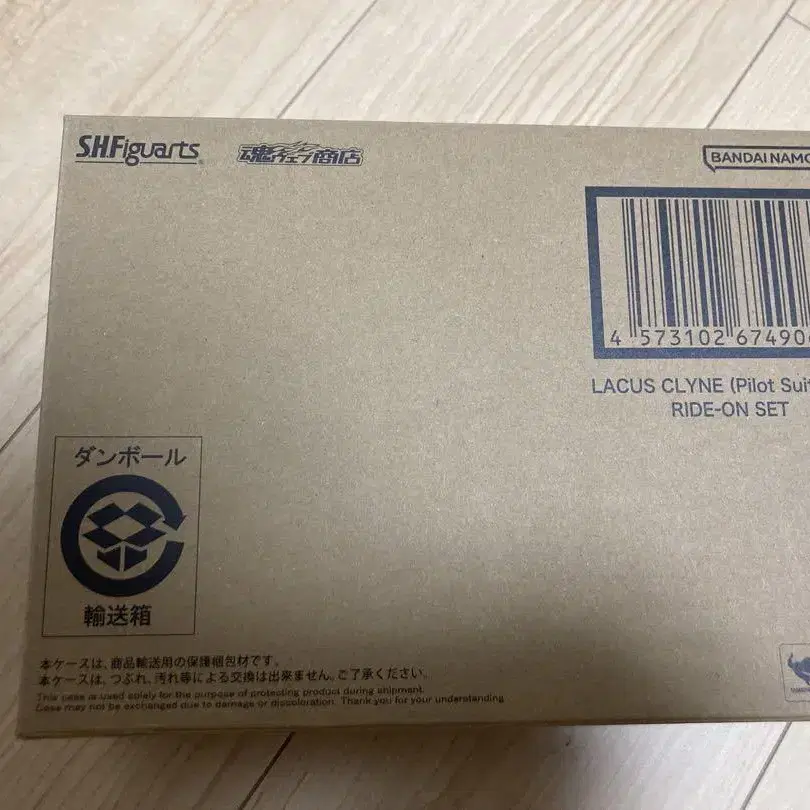 S.H.Figuarts
魂ウェブ商店
BANDAI NAMCO
4 573102 67490
LACUS CLYNE (Pilot Suit
RIDE-ON SET
ダンボール
輸送箱
本ケースは、商品輸送用の保護梱包材です。
本ケースは、つぶれ、汚れ等による交換は出来ません。ご了承ください。
This case is used solely for the purpose of protecting product during shipment.
Case may not be exchanged due to damage or discoloration. Thank you for your understanding